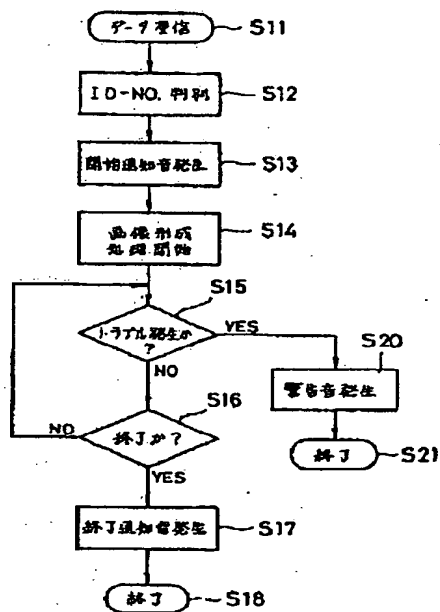 データ受信
S11
ID-NO.判別
S12
開始通知音発生
S13
画像形成
処理開始
S14
トラブル発生か
?
S15
YES
NO
警告音発生
S20
終了
S21
終了か?
S16
NO
YES
終了通知音発生
S17
終了
S18